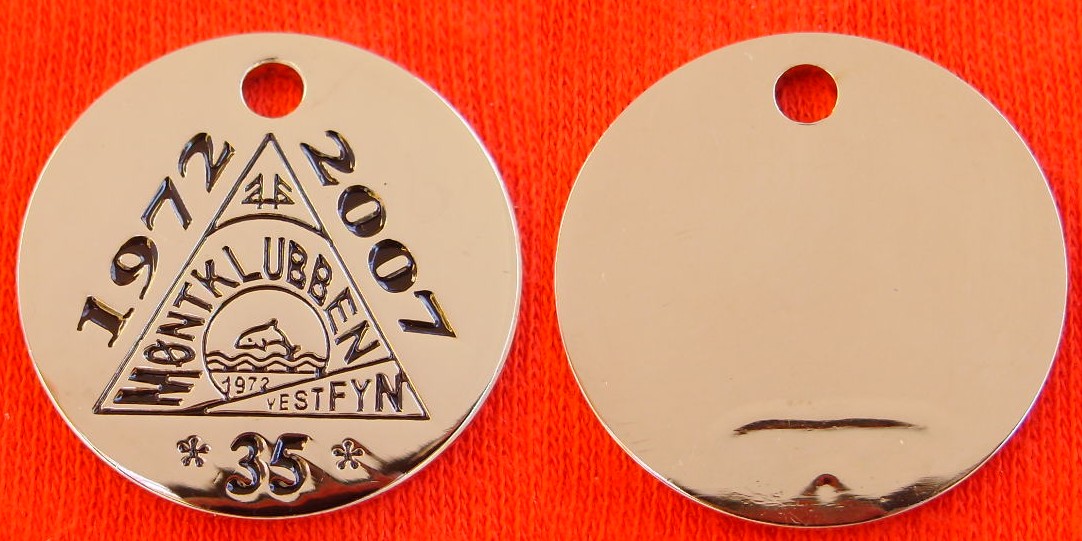 1972 2007
MØNTKLUBBEN
1972
VESTFYN
* 35 *